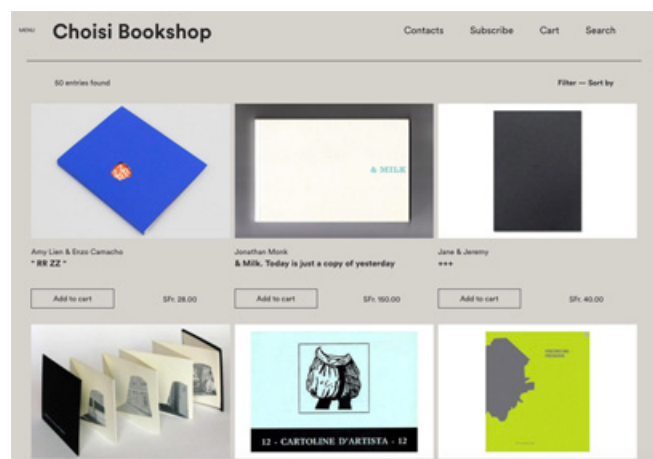 MENU
Choisi Bookshop
Contacts Subscribe Cart Search
50 entries found
Filter — Sort by
& MILK
Amy Lien & Enzo Camacho
" RR ZZ "
Add to cart
SFr. 28.00
Jonathan Monk
& Milk. Today is just a copy of yesterday
Add to cart
SFr. 150.00
Jane & Jeremy
+++
Add to cart
SFr. 40.00
12 - CARTOLINE D'ARTISTA - 12